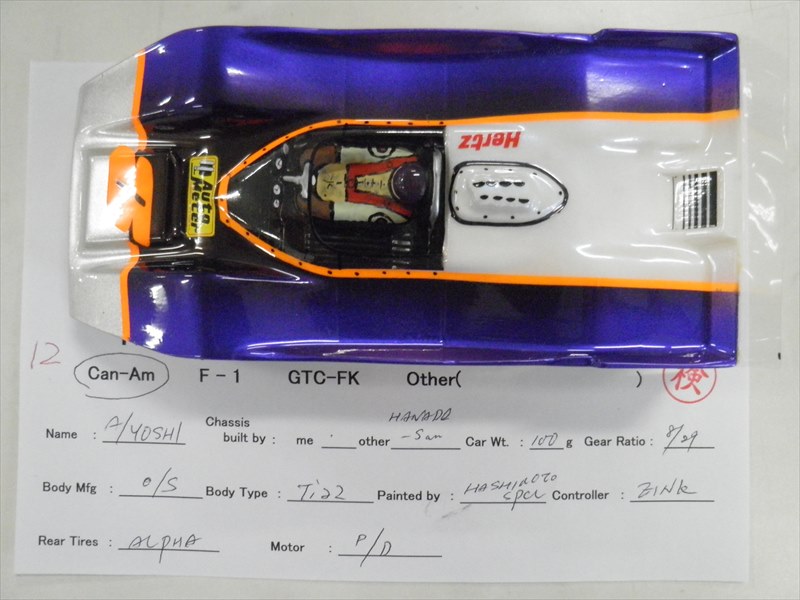 Hertz
Auto
Meter
12
Can-Am F-1 GTC-FK Other( ) 検
HANADA
Name : A/YOSHI Chassis built by : me other -San Car Wt. : 100 g Gear Ratio : 8/29
HASHIMOTO
Body Mfg : O/S Body Type : Ti22 Painted by : spcl Controller : ZINK
Rear Tires : ALPHA Motor : P/D